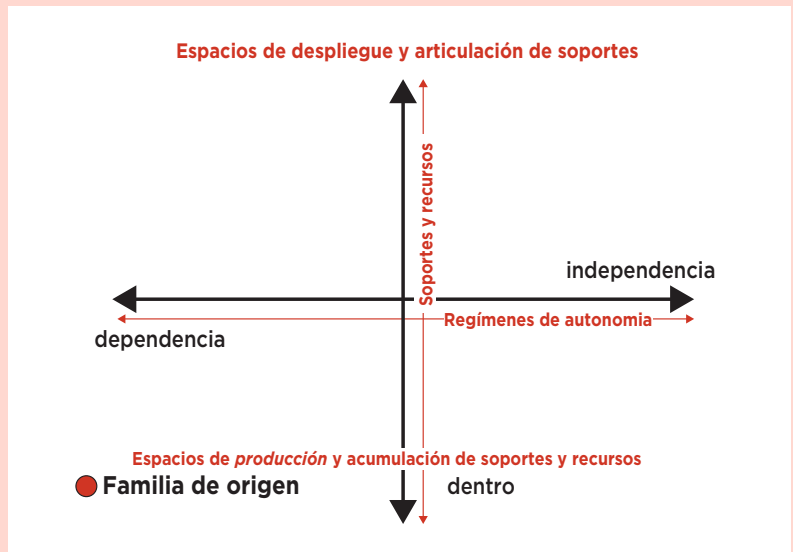 Espacios de despliegue y articulación de soportes
Soportes y recursos
independencia
Regímenes de autonomia
dependencia
Espacios de producción y acumulación de soportes y recursos
Familia de origen
dentro